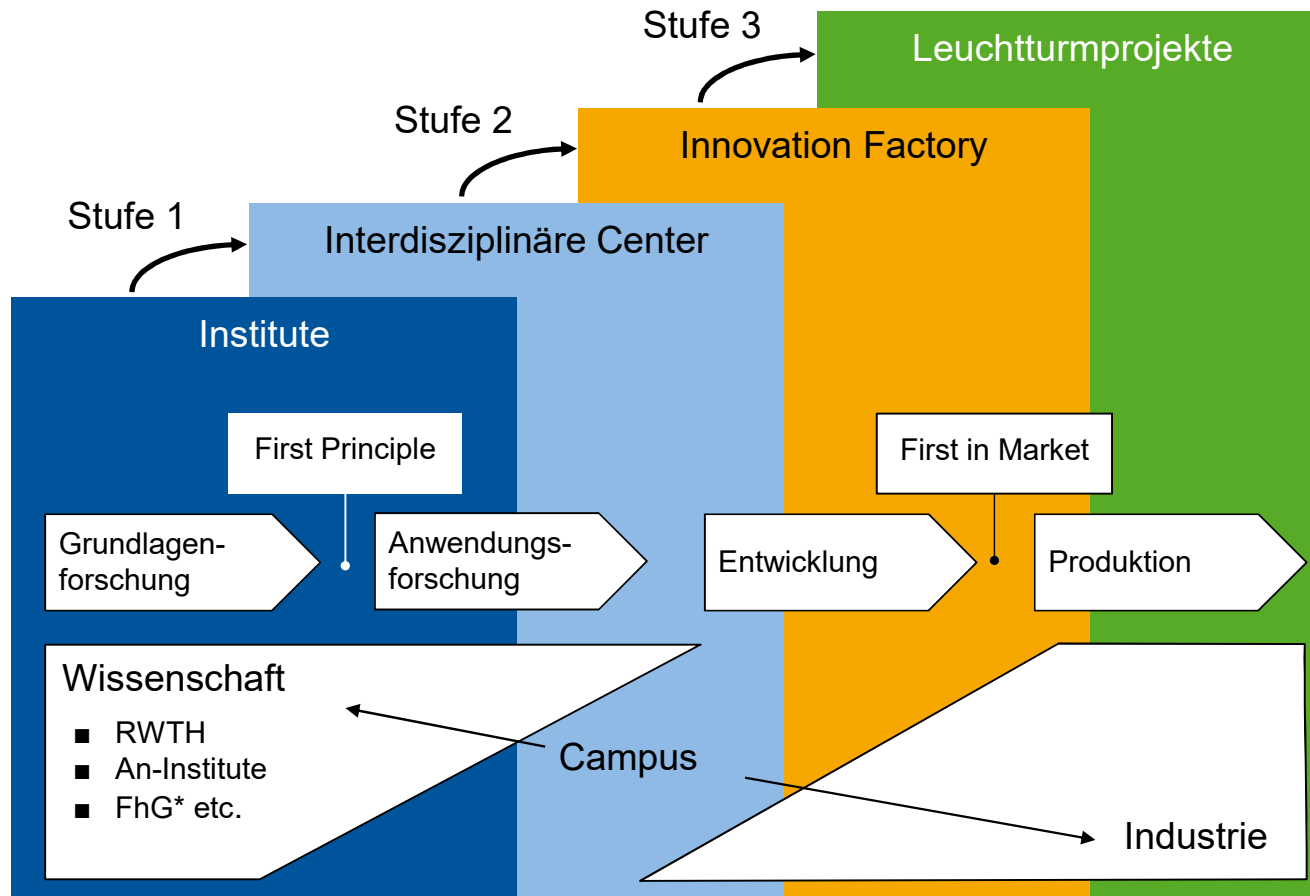 Stufe 3
Leuchtturmprojekte
Stufe 2
Innovation Factory
Stufe 1
Interdisziplinäre Center
Institute
First Principle
First in Market
Grundlagen-
forschung
Anwendungs-
forschung
Entwicklung
Produktion
Wissenschaft
■ RWTH
■ An-Institute
■ FhG* etc.
Campus
Industrie